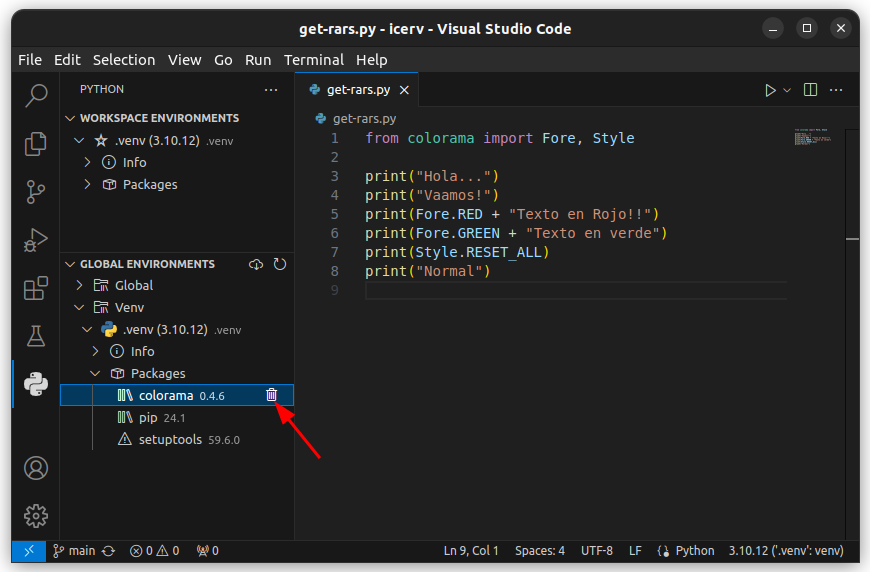 get-rars.py - icerv - Visual Studio Code
File Edit Selection View Go Run Terminal Help
PYTHON
WORKSPACE ENVIRONMENTS
.venv (3.10.12) .venv
Info
Packages
GLOBAL ENVIRONMENTS
Global
Venv
.venv (3.10.12) .venv
Info
Packages
colorama 0.4.6
pip 24.1
setuptools 59.6.0
get-rars.py
get-rars.py
1 from colorama import Fore, Style
2
3 print("Hola...")
4 print("Vaamos!")
5 print(Fore.RED + "Texto en Rojo!!")
6 print(Fore.GREEN + "Texto en verde")
7 print(Style.RESET_ALL)
8 print("Normal")
9
main 0 0 0 Ln 9, Col 1 Spaces: 4 UTF-8 LF Python 3.10.12 ('.venv': venv)